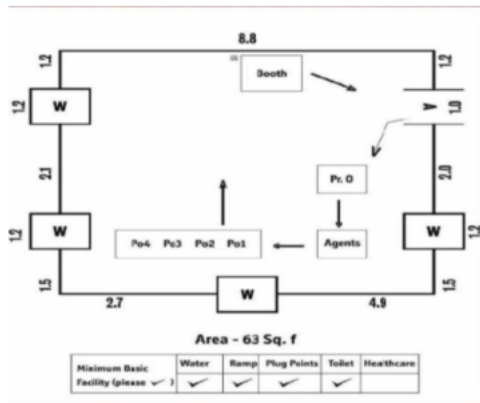 8.8
1.2
1.2
Booth
1.2
W
V
1.0
2.1
Pr. O
2.0
1.2
W
Po4 Po3 Po2 Po1
Agents
W
1.2
1.5
2.7
W
4.9
1.5
Area - 63 Sq. f
Minimum Basic
Facility (please ✓ )
Water
Ramp
Plug Points
Toilet
Healthcare
✓ ✓ ✓ ✓